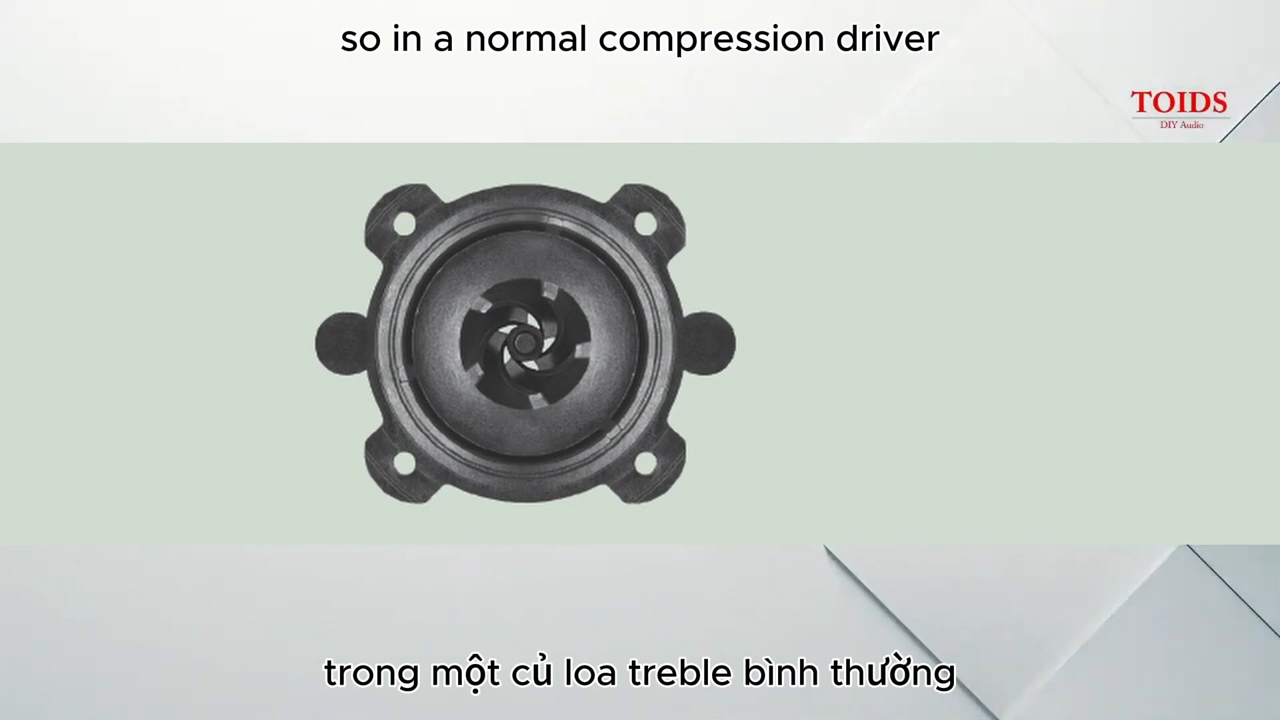 so in a normal compression driver
TOIDS
DIY Audio
trong một củ loa treble bình thường